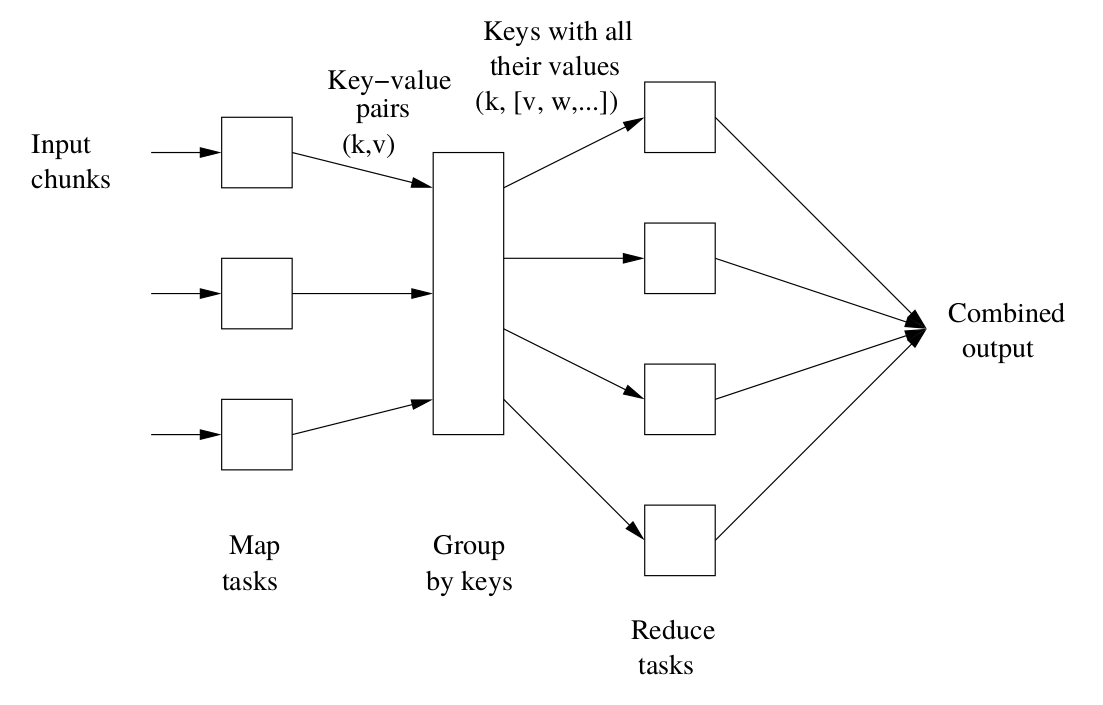 Input
chunks
Key−value
pairs
(k,v)
Keys with all
their values
(k, [v, w,...])
Combined
output
Map
tasks
Group
by keys
Reduce
tasks